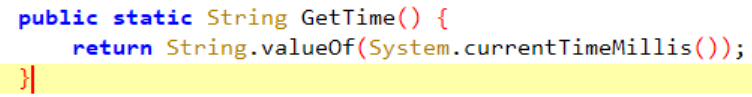 public static String GetTime() {
    return String.valueOf(System.currentTimeMillis());
}